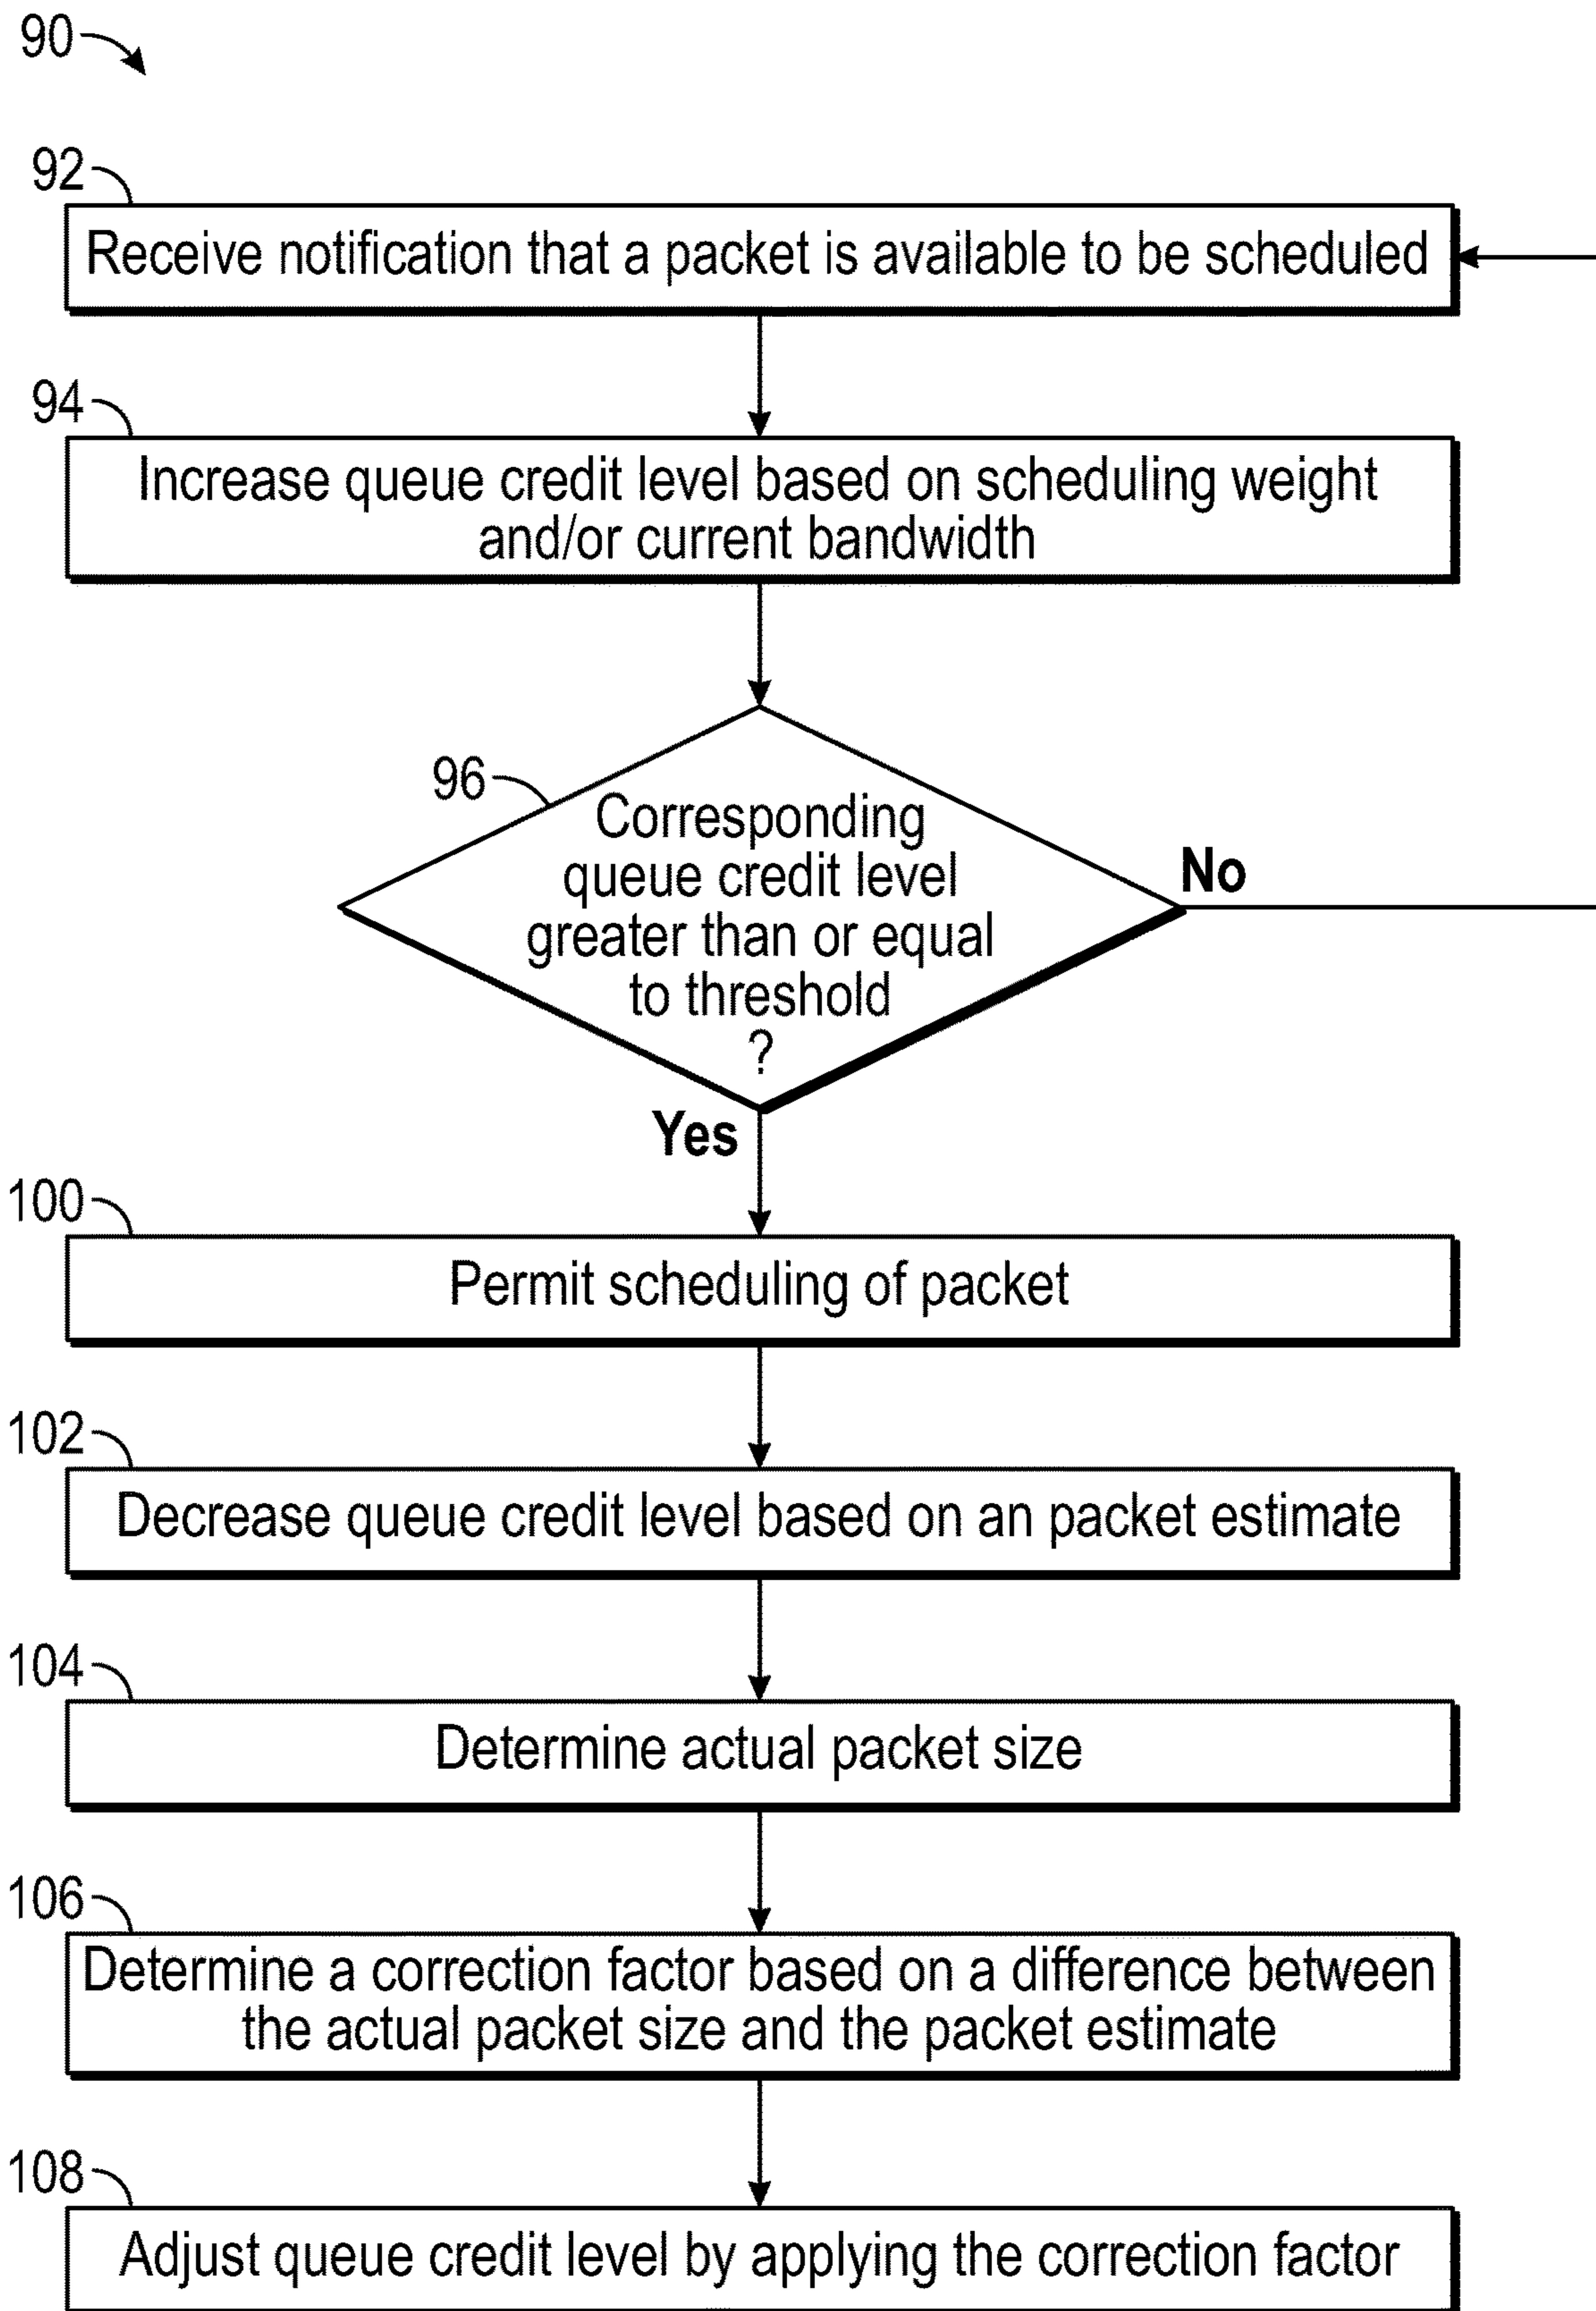 90
92
Receive notification that a packet is available to be scheduled
94
Increase queue credit level based on scheduling weight
and/or current bandwidth
96
Corresponding
queue credit level
greater than or equal
to threshold
?
No
Yes
100
Permit scheduling of packet
102
Decrease queue credit level based on an packet estimate
104
Determine actual packet size
106
Determine a correction factor based on a difference between
the actual packet size and the packet estimate
108
Adjust queue credit level by applying the correction factor